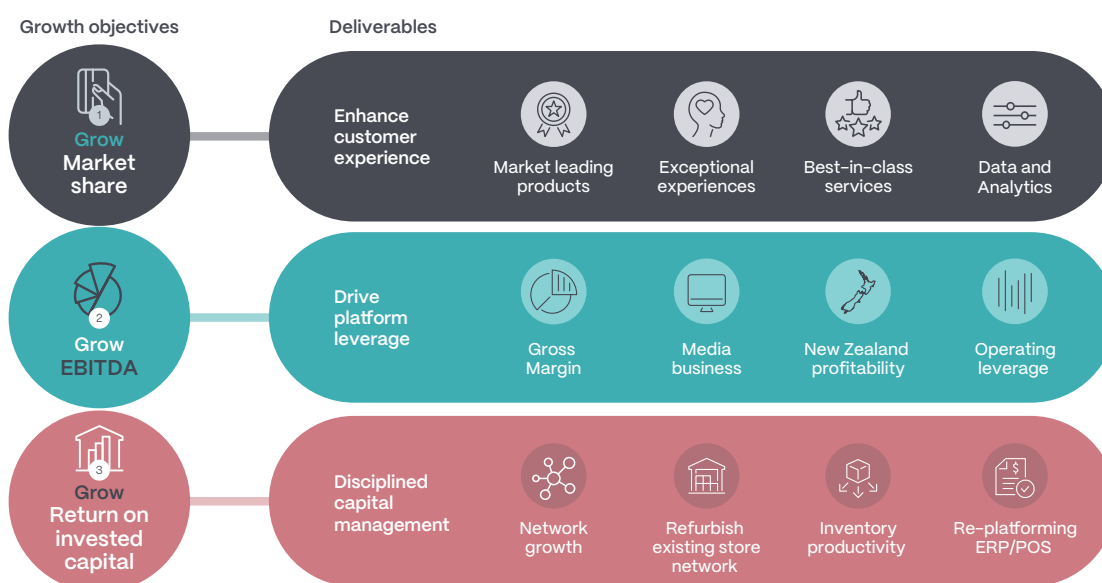 Growth objectives
Deliverables
1
Grow
Market
share
Enhance
customer
experience
Market leading
products
Exceptional
experiences
Best-in-class
services
Data and
Analytics
2
Grow
EBITDA
Drive
platform
leverage
Gross
Margin
Media
business
New Zealand
profitability
Operating
leverage
3
Grow
Return on
invested
capital
Disciplined
capital
management
Network
growth
Refurbish
existing store
network
Inventory
productivity
$
Re-platforming
ERP/POS